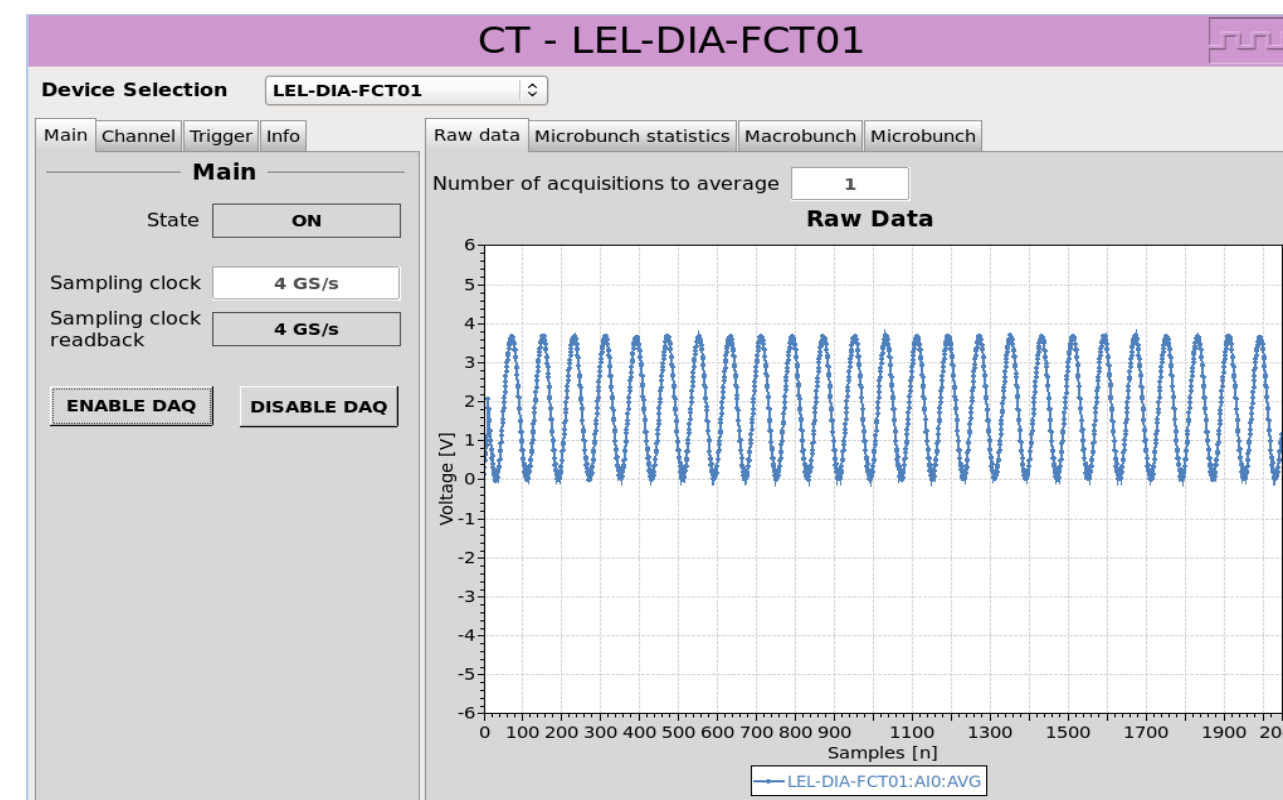 CT - LEL-DIA-FCT01
Device Selection LEL-DIA-FCT01
Main Channel Trigger Info
Main
State ON
Sampling clock 4 GS/s
Sampling clock
readback 4 GS/s
ENABLE DAQ DISABLE DAQ
Raw data Microbunch statistics Macrobunch Microbunch
Number of acquisitions to average 1
Raw Data
6
5
4
3
2
1
0
-1
-2
-3
-4
-5
-6
Voltage [V]
0 100 200 300 400 500 600 700 800 900 1100 1300 1500 1700 1900 20
Samples [n]
LEL-DIA-FCT01:AI0:AVG